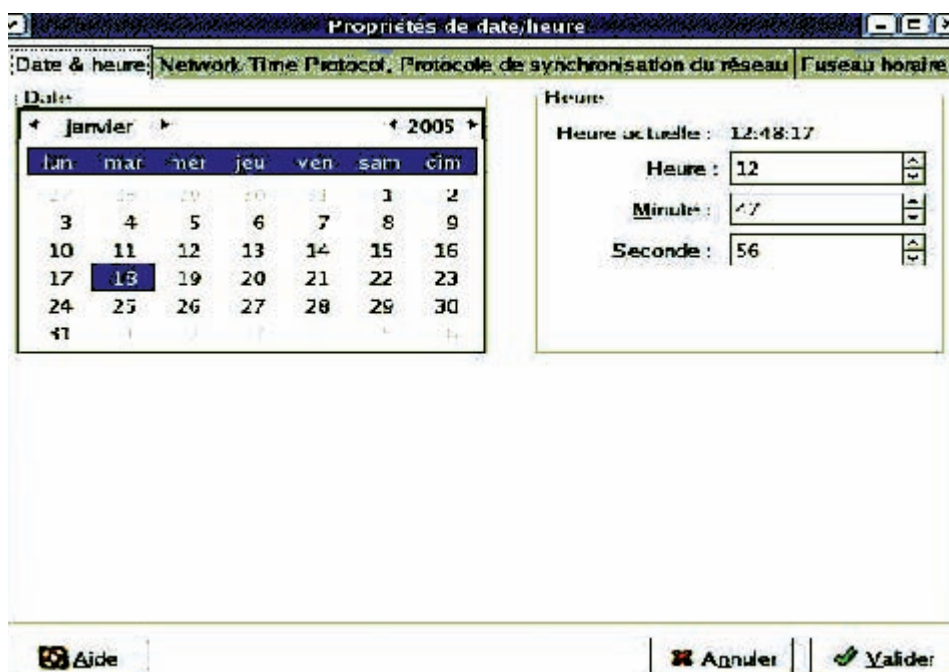 Propriétés de date/heure
Date & heure Network Time Protocol, Protocole de synchronisation du réseau Fuseau horaire
Date
janvier 2005
lun mar mer jeu ven sam dim
1 2
3 4 5 6 7 8 9
10 11 12 13 14 15 16
17 18 19 20 21 22 23
24 25 26 27 28 29 30
31
Heure
Heure actuelle : 12:48:17
Heure : 12
Minute : 47
Seconde : 56
Aide Annuler Valider